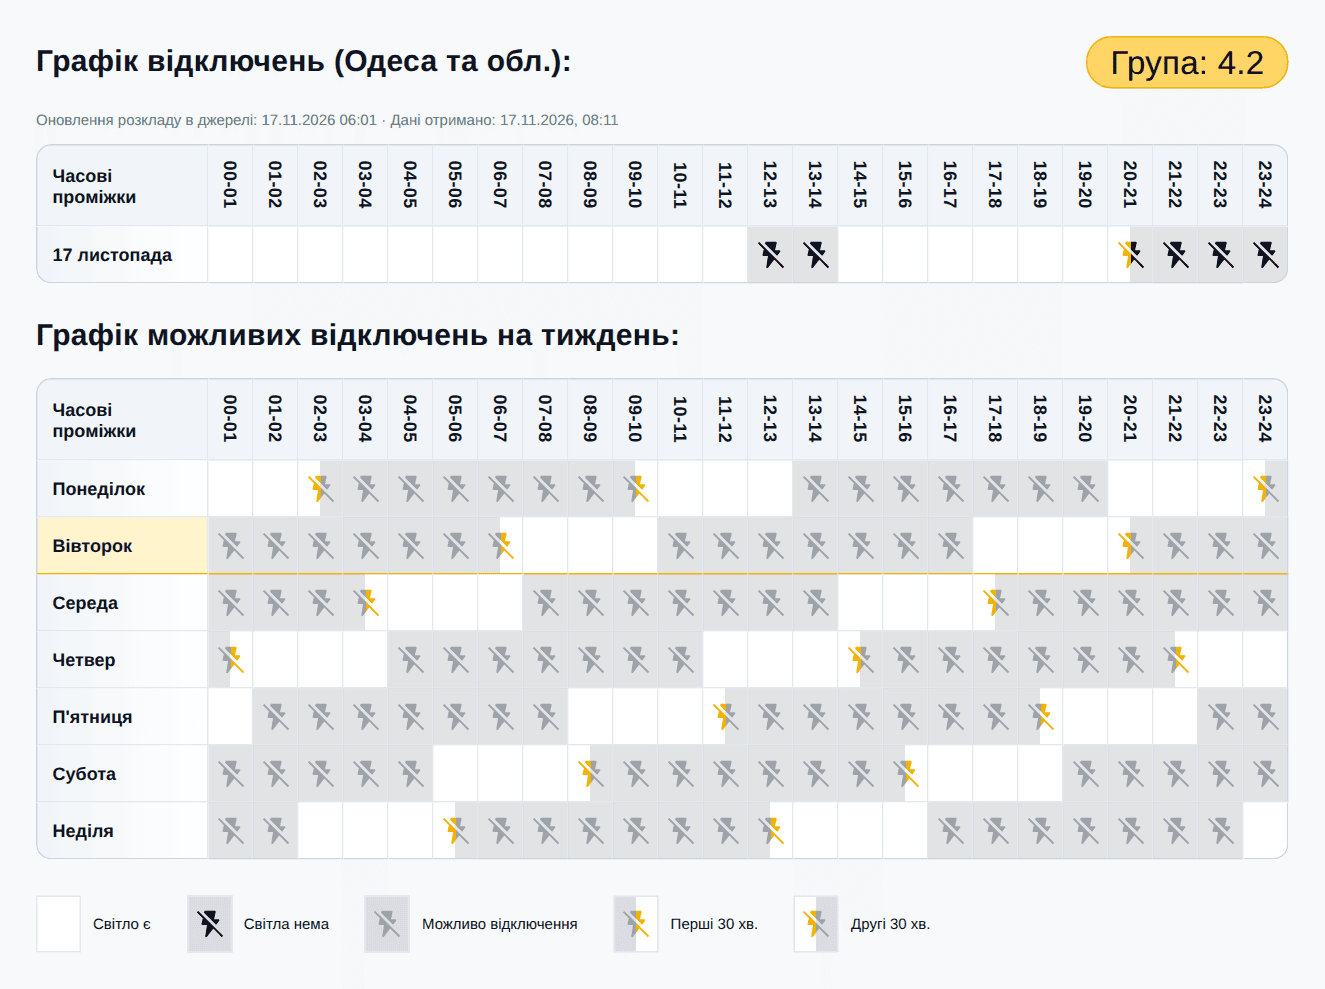 Графік відключень (Одеса та обл.):
Група: 4.2
Оновлення розкладу в джерелі: 17.11.2026 06:01 · Дані отримано: 17.11.2026, 08:11
Часові
проміжки
00-01 01-02 02-03 03-04 04-05 05-06 06-07 07-08 08-09 09-10 10-11 11-12 12-13 13-14 14-15 15-16 16-17 17-18 18-19 19-20 20-21 21-22 22-23 23-24
17 листопада
Графік можливих відключень на тиждень:
Часові
проміжки
00-01 01-02 02-03 03-04 04-05 05-06 06-07 07-08 08-09 09-10 10-11 11-12 12-13 13-14 14-15 15-16 16-17 17-18 18-19 19-20 20-21 21-22 22-23 23-24
Понеділок
Вівторок
Середа
Четвер
П'ятниця
Субота
Неділя
Світло є
Світла нема
Можливо відключення
Перші 30 хв.
Другі 30 хв.